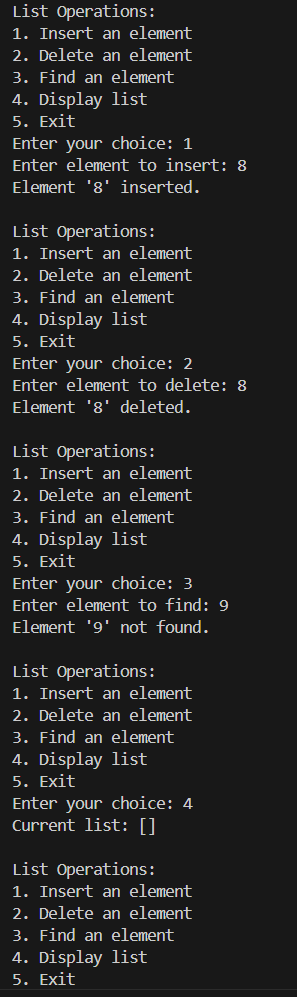 List Operations:
1. Insert an element
2. Delete an element
3. Find an element
4. Display list
5. Exit
Enter your choice: 1
Enter element to insert: 8
Element '8' inserted.

List Operations:
1. Insert an element
2. Delete an element
3. Find an element
4. Display list
5. Exit
Enter your choice: 2
Enter element to delete: 8
Element '8' deleted.

List Operations:
1. Insert an element
2. Delete an element
3. Find an element
4. Display list
5. Exit
Enter your choice: 3
Enter element to find: 9
Element '9' not found.

List Operations:
1. Insert an element
2. Delete an element
3. Find an element
4. Display list
5. Exit
Enter your choice: 4
Current list: []

List Operations:
1. Insert an element
2. Delete an element
3. Find an element
4. Display list
5. Exit